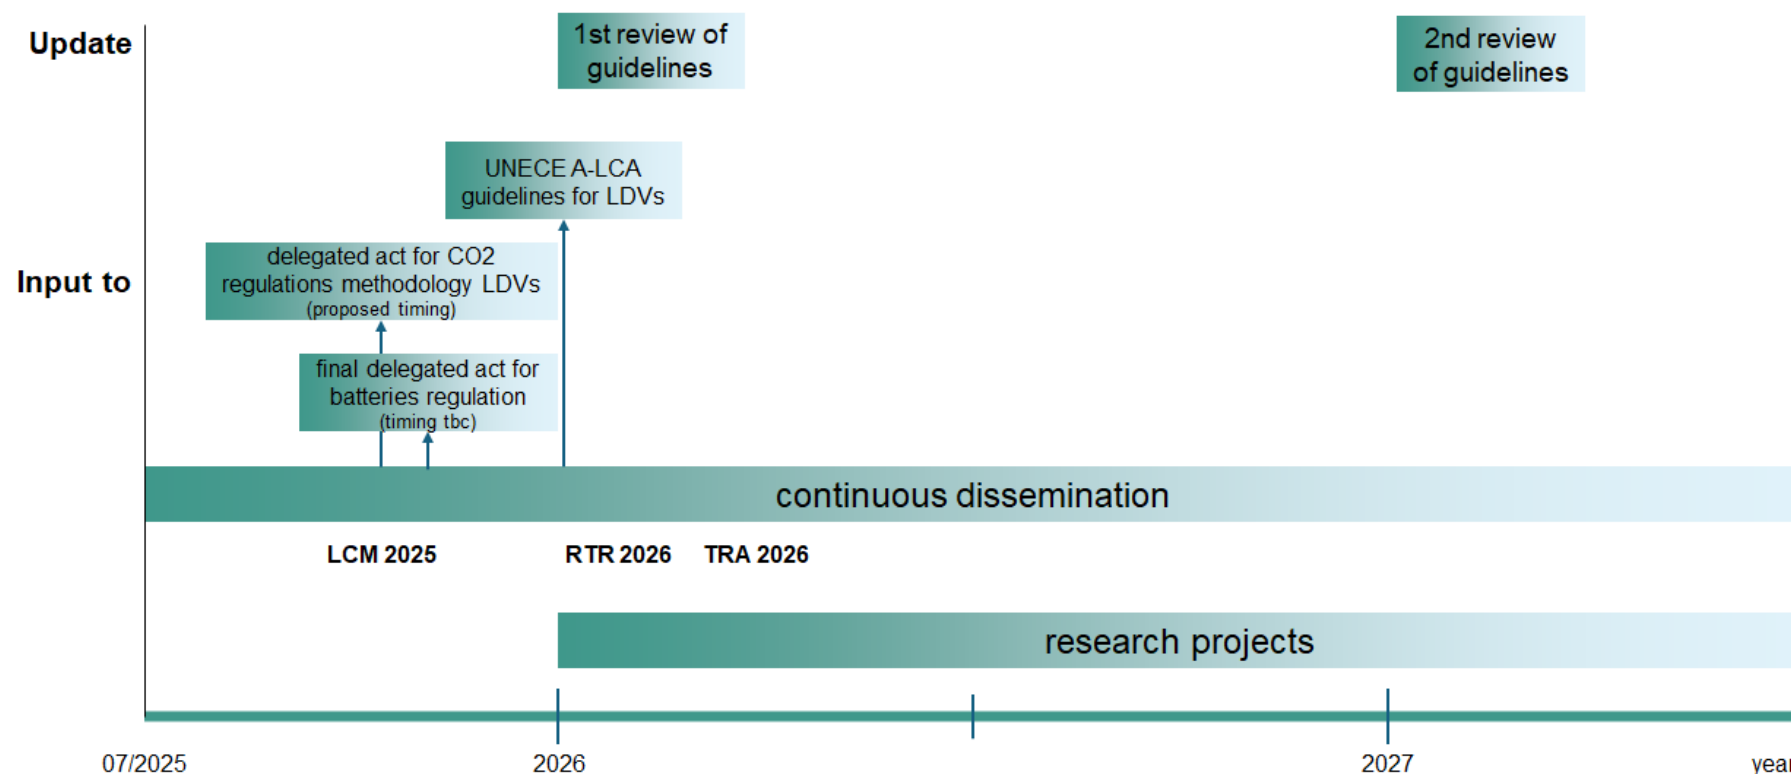 Update
1st review of
guidelines
2nd review
of guidelines
UNECE A-LCA
guidelines for LDVs
Input to
delegated act for CO2
regulations methodology LDVs
(proposed timing)
final delegated act for
batteries regulation
(timing tbc)
continuous dissemination
LCM 2025 RTR 2026 TRA 2026
research projects
07/2025 2026 2027 year